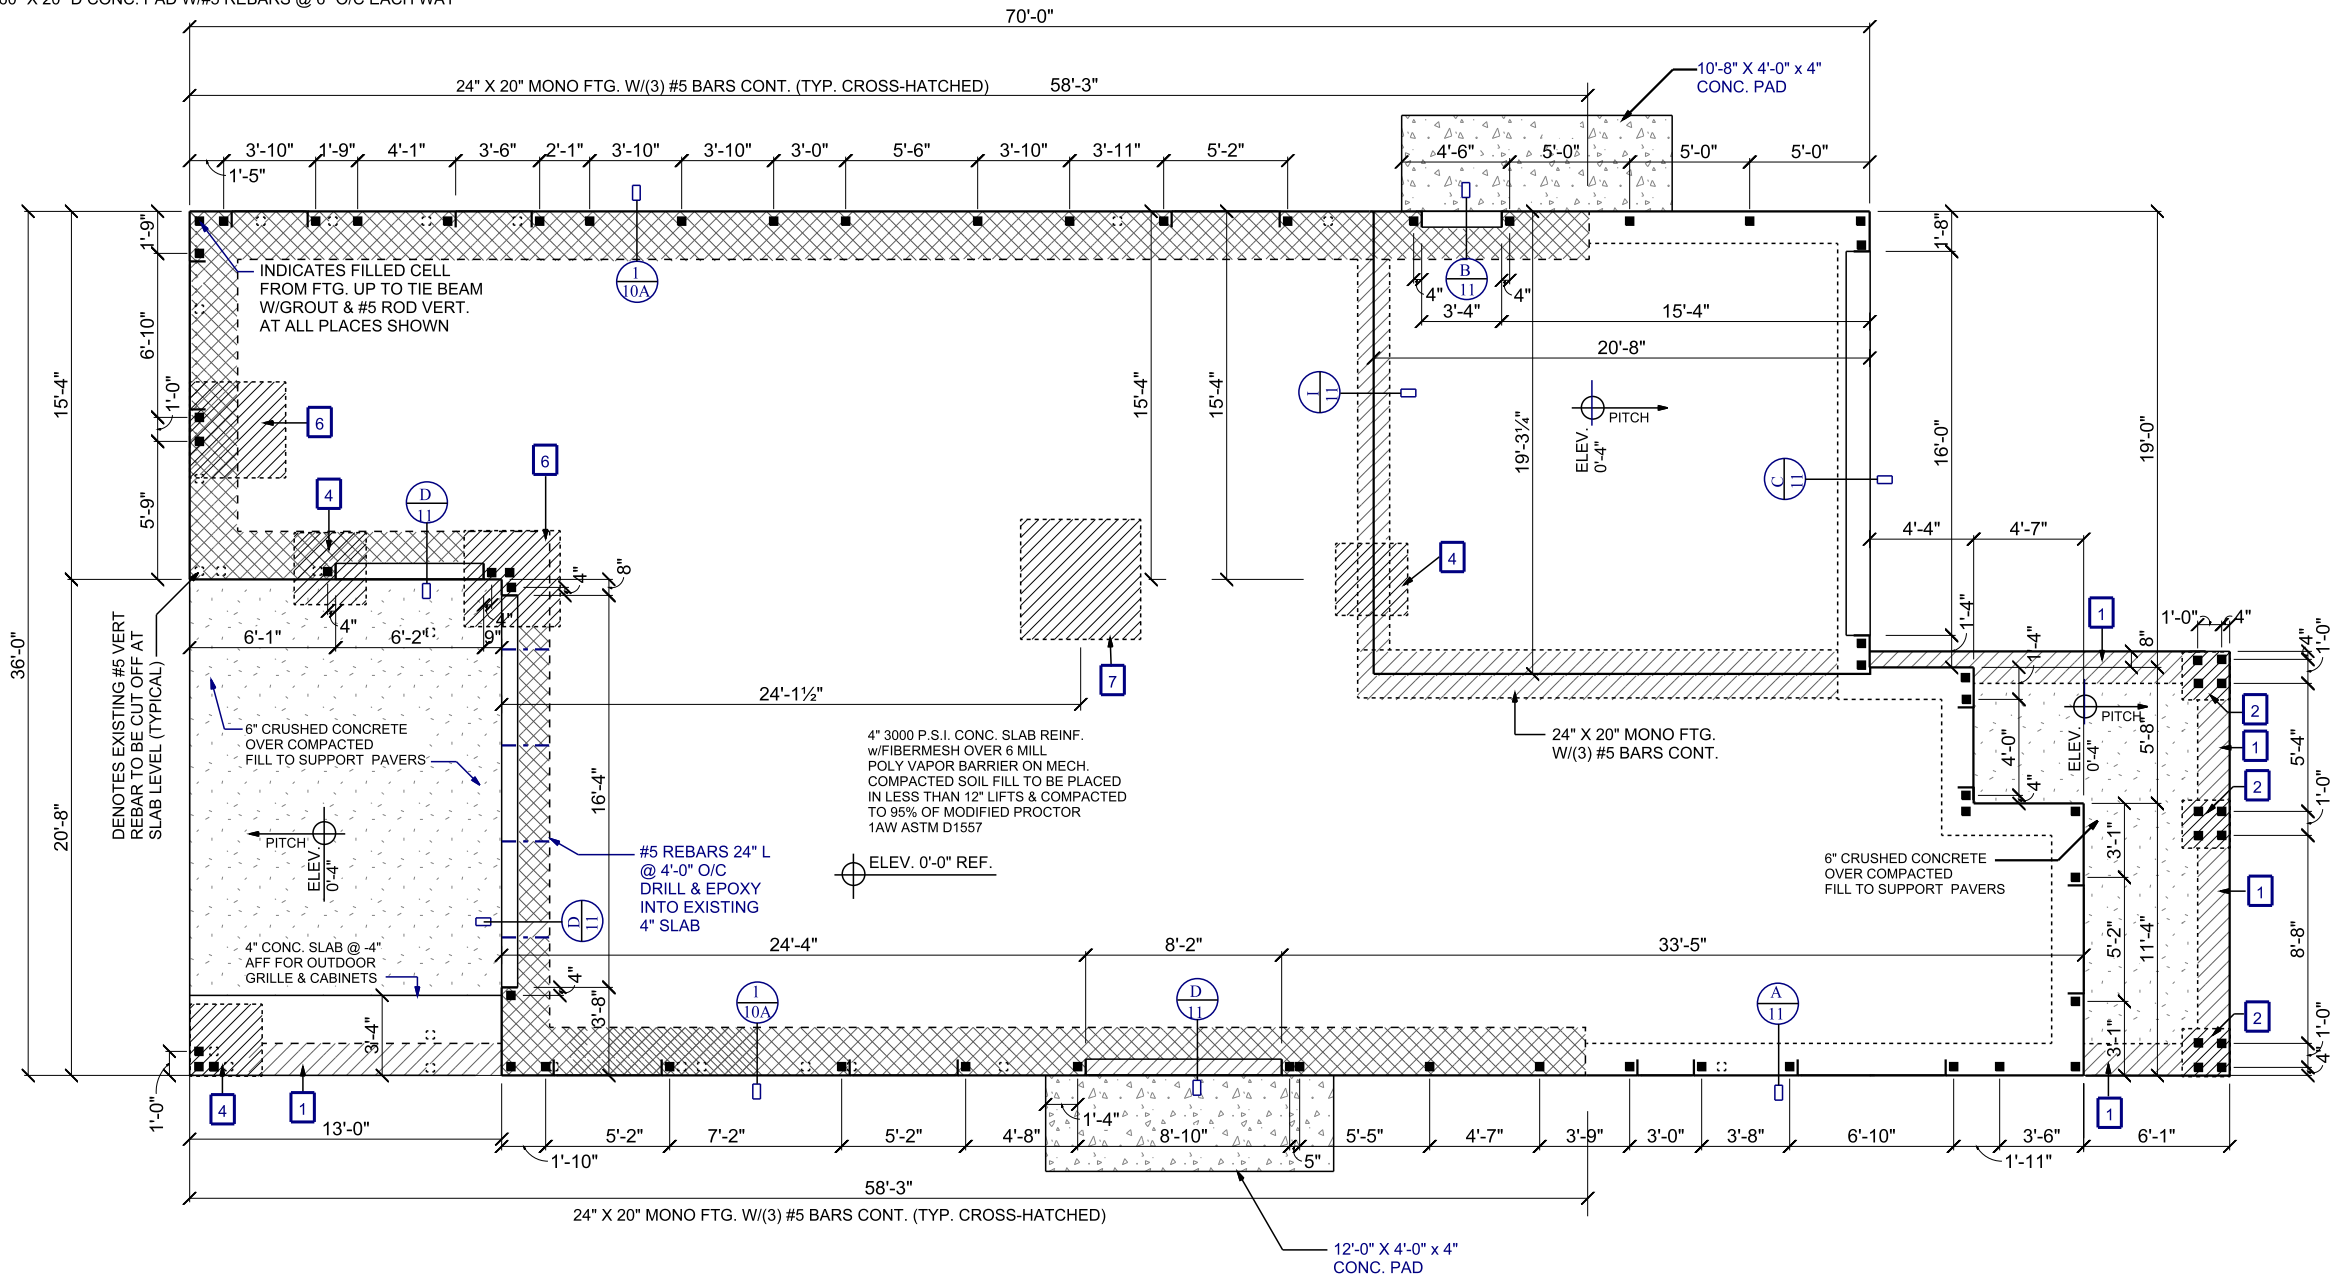 60" X 20" D CONC. PAD W/#5 REBARS @ 6" O/C EACH WAY
70'-0"
24" X 20" MONO FTG. W/(3) #5 BARS CONT. (TYP. CROSS-HATCHED)
58'-3"
10'-8" X 4'-0" x 4"
CONC. PAD
3'-10"
1'-9"
4'-1"
3'-6"
2'-1"
3'-10"
3'-10"
3'-0"
5'-6"
3'-10"
3'-11"
5'-2"
4'-6"
5'-0"
5'-0"
5'-0"
1'-5"
1'-9"
6'-10"
1'-0"
5'-9"
15'-4"
36'-0"
20'-8"
INDICATES FILLED CELL
FROM FTG. UP TO TIE BEAM
W/GROUT & #5 ROD VERT.
AT ALL PLACES SHOWN
1
10A
B
11
4"
4"
3'-4"
15'-4"
20'-8"
1'-8"
15'-4"
15'-4"
I
11
19'-3¼"
PITCH
ELEV.
0'-4"
C
11
16'-0"
19'-0"
6
6
4
D
11
4
7
4'-4"
4'-7"
4"
8"
4"
4"
6'-1"
6'-2"
9"
DENOTES EXISTING #5 VERT
REBAR TO BE CUT OFF AT
SLAB LEVEL (TYPICAL)
1'-4"
1'-4"
8"
1
1'-0"
4"
4"
1'-0"
24'-1½"
6" CRUSHED CONCRETE
OVER COMPACTED
FILL TO SUPPORT PAVERS
4" 3000 P.S.I. CONC. SLAB REINF.
w/FIBERMESH OVER 6 MILL
POLY VAPOR BARRIER ON MECH.
COMPACTED SOIL FILL TO BE PLACED
IN LESS THAN 12" LIFTS & COMPACTED
TO 95% OF MODIFIED PROCTOR
1AW ASTM D1557
24" X 20" MONO FTG.
W/(3) #5 BARS CONT.
PITCH
ELEV.
0'-4"
4'-0"
4"
5'-8"
5'-4"
2
1
2
1'-0"
16'-4"
PITCH
ELEV.
0'-4"
#5 REBARS 24" L
@ 4'-0" O/C
DRILL & EPOXY
INTO EXISTING
4" SLAB
ELEV. 0'-0" REF.
6" CRUSHED CONCRETE
OVER COMPACTED
FILL TO SUPPORT PAVERS
3'-1"
5'-2"
11'-4"
3'-1"
1
8'-8"
D
11
4" CONC. SLAB @ -4"
AFF FOR OUTDOOR
GRILLE & CABINETS
24'-4"
8'-2"
33'-5"
4"
3'-8"
3'-4"
1
10A
D
11
A
11
2
1'-0"
4"
1'-0"
4
1
1
13'-0"
1'-10"
5'-2"
7'-2"
5'-2"
4'-8"
1'-4"
8'-10"
5"
5'-5"
4'-7"
3'-9"
3'-0"
3'-8"
6'-10"
1'-11"
3'-6"
6'-1"
58'-3"
24" X 20" MONO FTG. W/(3) #5 BARS CONT. (TYP. CROSS-HATCHED)
12'-0" X 4'-0" x 4"
CONC. PAD